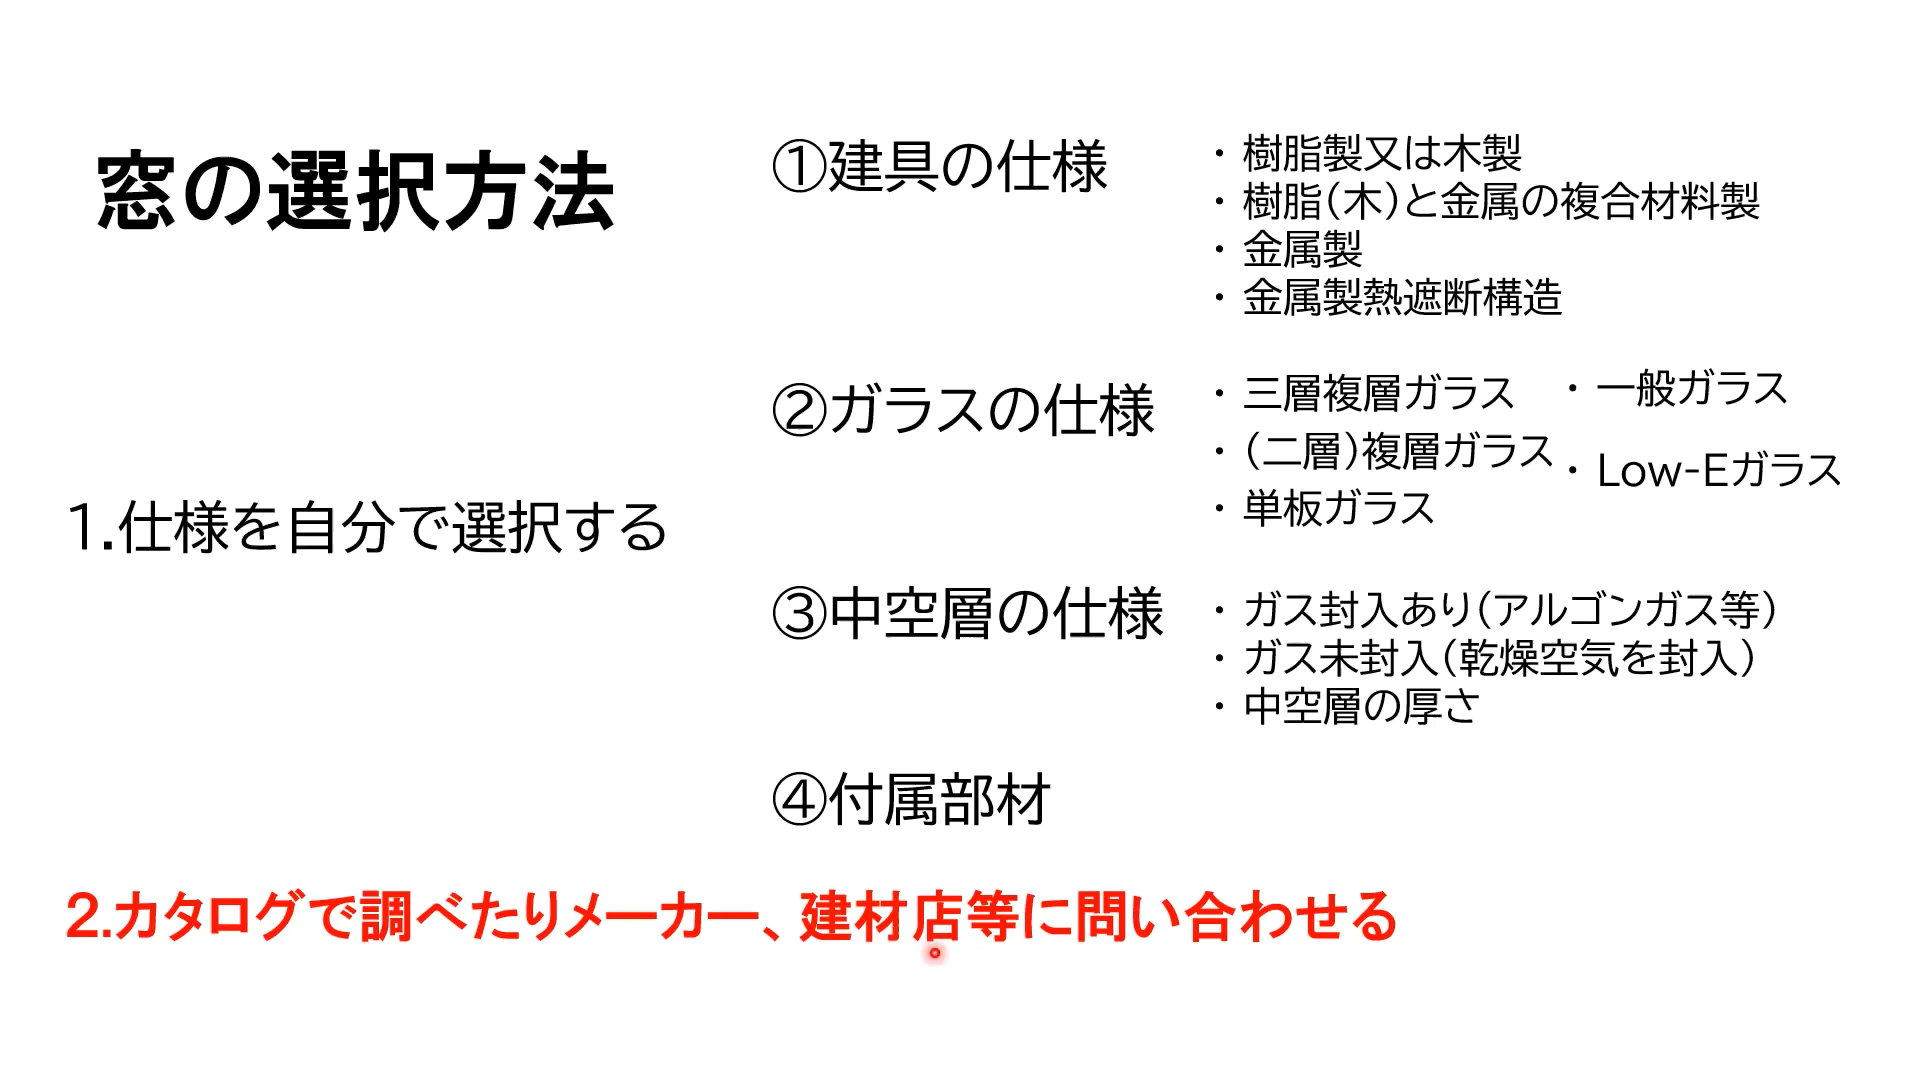 窓の選択方法
①建具の仕様
・樹脂製又は木製
・樹脂(木)と金属の複合材料製
・金属製
・金属製熱遮断構造
②ガラスの仕様
・三層複層ガラス
・(二層)複層ガラス
・単板ガラス
・一般ガラス
・Low-Eガラス
1.仕様を自分で選択する
③中空層の仕様
・ガス封入あり(アルゴンガス等)
・ガス未封入(乾燥空気を封入)
・中空層の厚さ
④付属部材
2.カタログで調べたりメーカー、建材店等に問い合わせる